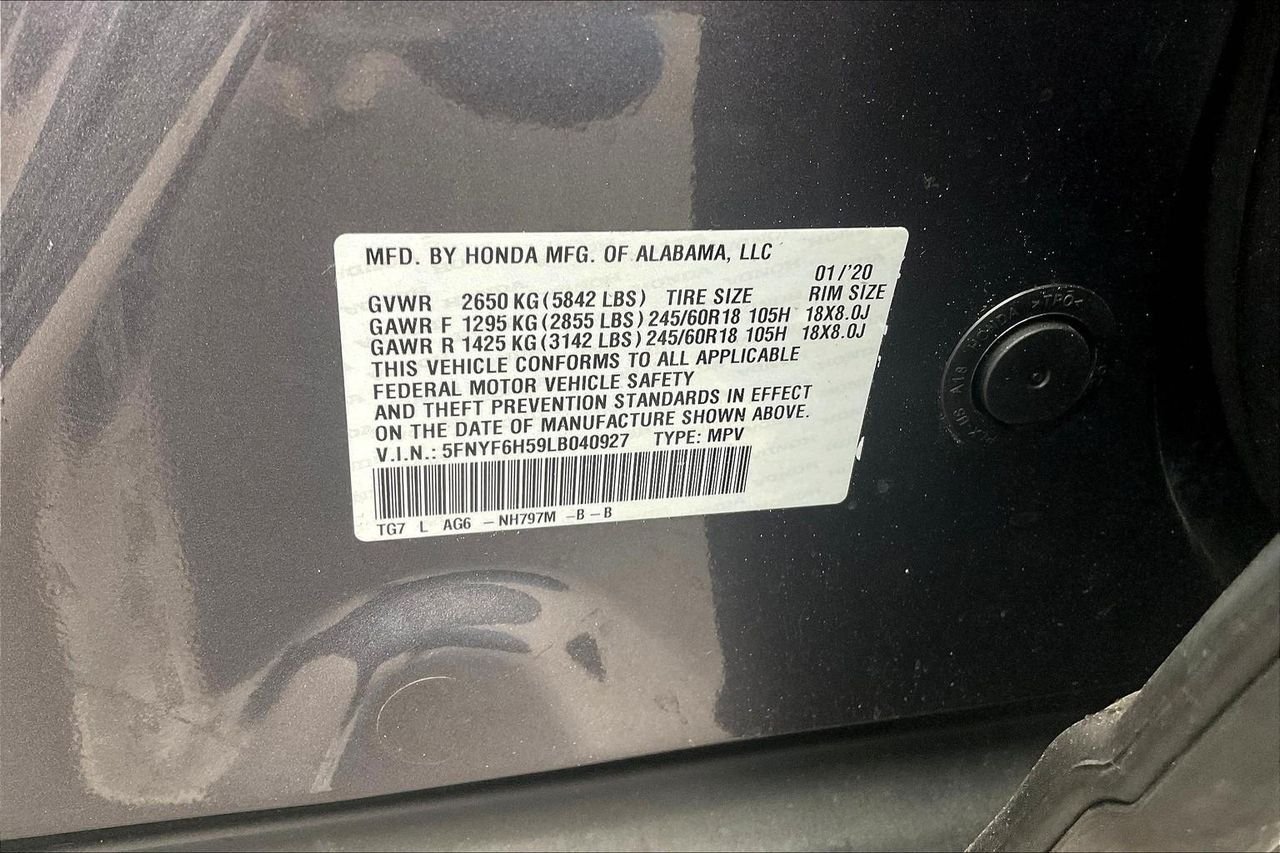 MFD. BY HONDA MFG. OF ALABAMA, LLC
01/'20
GVWR 2650 KG (5842 LBS) TIRE SIZE RIM SIZE
GAWR F 1295 KG (2855 LBS) 245/60R18 105H 18X8.0J
GAWR R 1425 KG (3142 LBS) 245/60R18 105H 18X8.0J
THIS VEHICLE CONFORMS TO ALL APPLICABLE
FEDERAL MOTOR VEHICLE SAFETY
AND THEFT PREVENTION STANDARDS IN EFFECT
ON THE DATE OF MANUFACTURE SHOWN ABOVE.
V.I.N.: 5FNYF6H59LB040927 TYPE: MPV
TG7 L AG6 -NH797M -B-B
HONDA >TPO<
A18